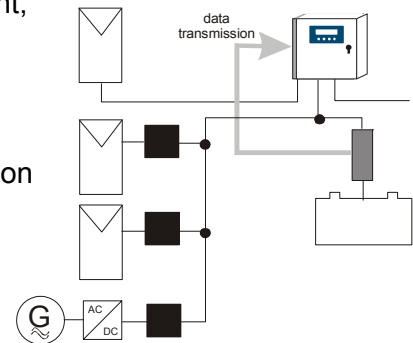 nt,
data
transmission
on
G
AC
DC